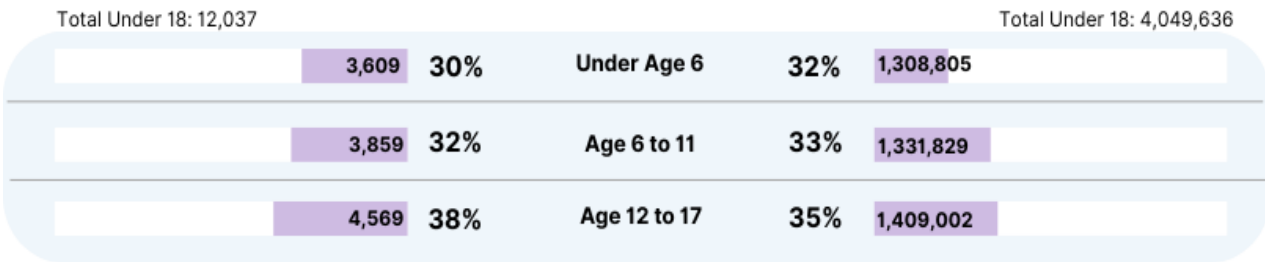 Total Under 18: 12,037 Total Under 18: 4,049,636
3,609 30% Under Age 6 32% 1,308,805
3,859 32% Age 6 to 11 33% 1,331,829
4,569 38% Age 12 to 17 35% 1,409,002